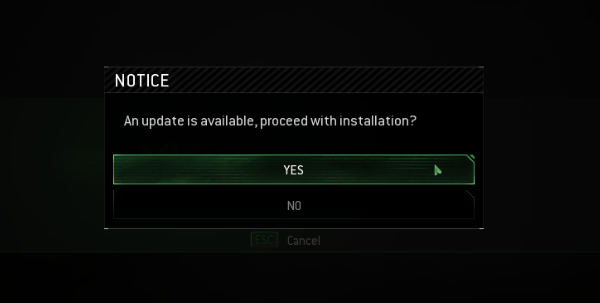 NOTICE
An update is available, proceed with installation?
YES
NO
ESC Cancel